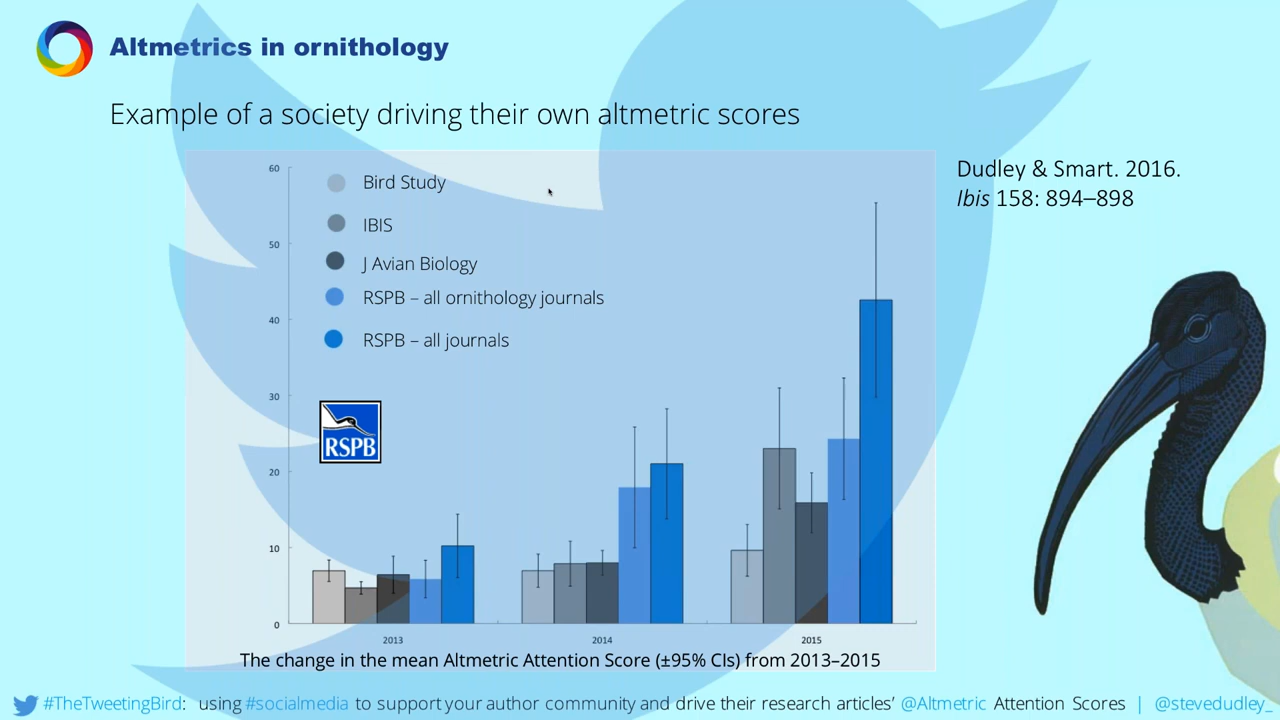 Altmetrics in ornithology
Example of a society driving their own altmetric scores
Dudley & Smart. 2016.
Ibis 158: 894–898
60
50
40
30
20
10
0
Bird Study
IBIS
J Avian Biology
RSPB – all ornithology journals
RSPB – all journals
RSPB
2013 2014 2015
The change in the mean Altmetric Attention Score (±95% CIs) from 2013–2015
#TheTweetingBird: using #socialmedia to support your author community and drive their research articles’ @Altmetric Attention Scores | @stevedudley_